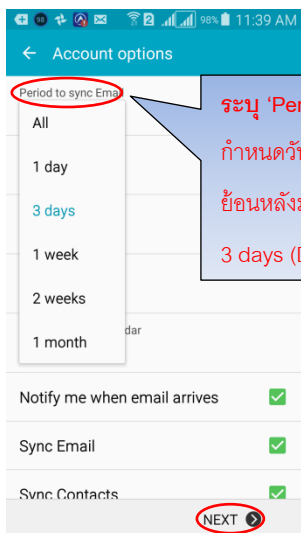 98% 11:39 AM
Account options
Period to sync Email
All
1 day
3 days
1 week
2 weeks
1 month
dar
ระบุ 'Per
กำหนดวัน
ย้อนหลัง
3 days (D
Notify me when email arrives
Sync Email
Sync Contacts
NEXT